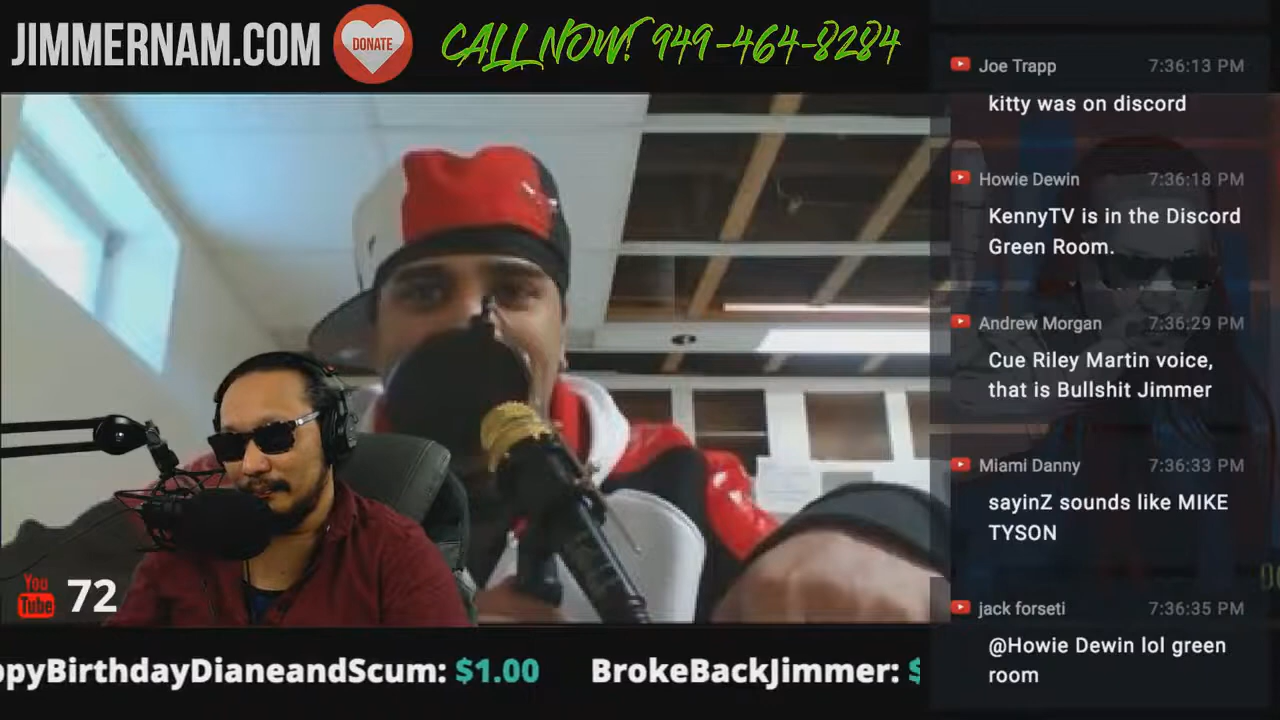 JIMMERNAM.COM
DONATE
CALL NOW! 949-464-8284
Joe Trapp 7:36:13 PM
kitty was on discord
Howie Dewin 7:36:18 PM
KennyTV is in the Discord
Green Room.
Andrew Morgan 7:36:29 PM
Cue Riley Martin voice,
that is Bullshit Jimmer
Miami Danny 7:36:33 PM
sayinZ sounds like MIKE
TYSON
jack forseti 7:36:35 PM
@Howie Dewin lol green
room
You
Tube 72
ppyBirthdayDianeandScum: $1.00 BrokeBackJimmer: $